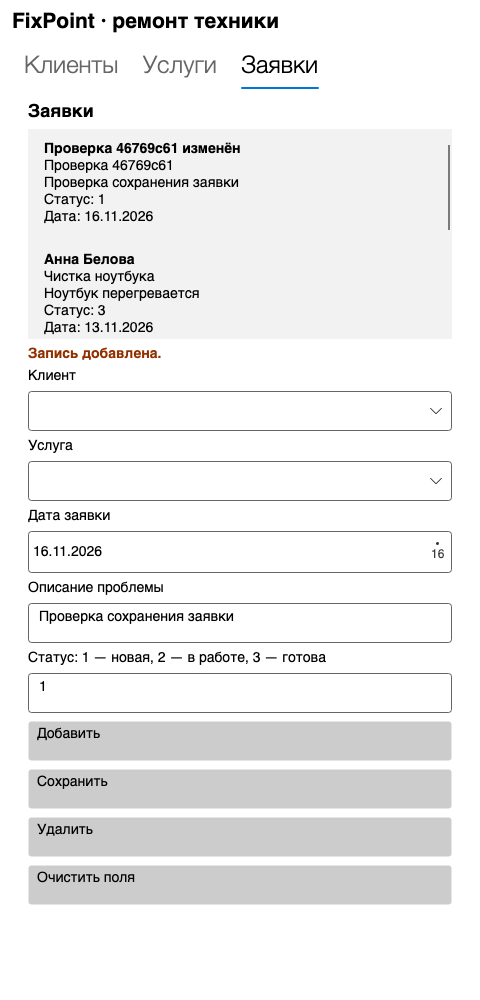 FixPoint · ремонт техники
Клиенты Услуги Заявки
Заявки
Проверка 46769c61 изменён
Проверка 46769c61
Проверка сохранения заявки
Статус: 1
Дата: 16.11.2026
Анна Белова
Чистка ноутбука
Ноутбук перегревается
Статус: 3
Дата: 13.11.2026
Запись добавлена.
Клиент
Услуга
Дата заявки
16.11.2026
16
Описание проблемы
Проверка сохранения заявки
Статус: 1 — новая, 2 — в работе, 3 — готова
1
Добавить
Сохранить
Удалить
Очистить поля